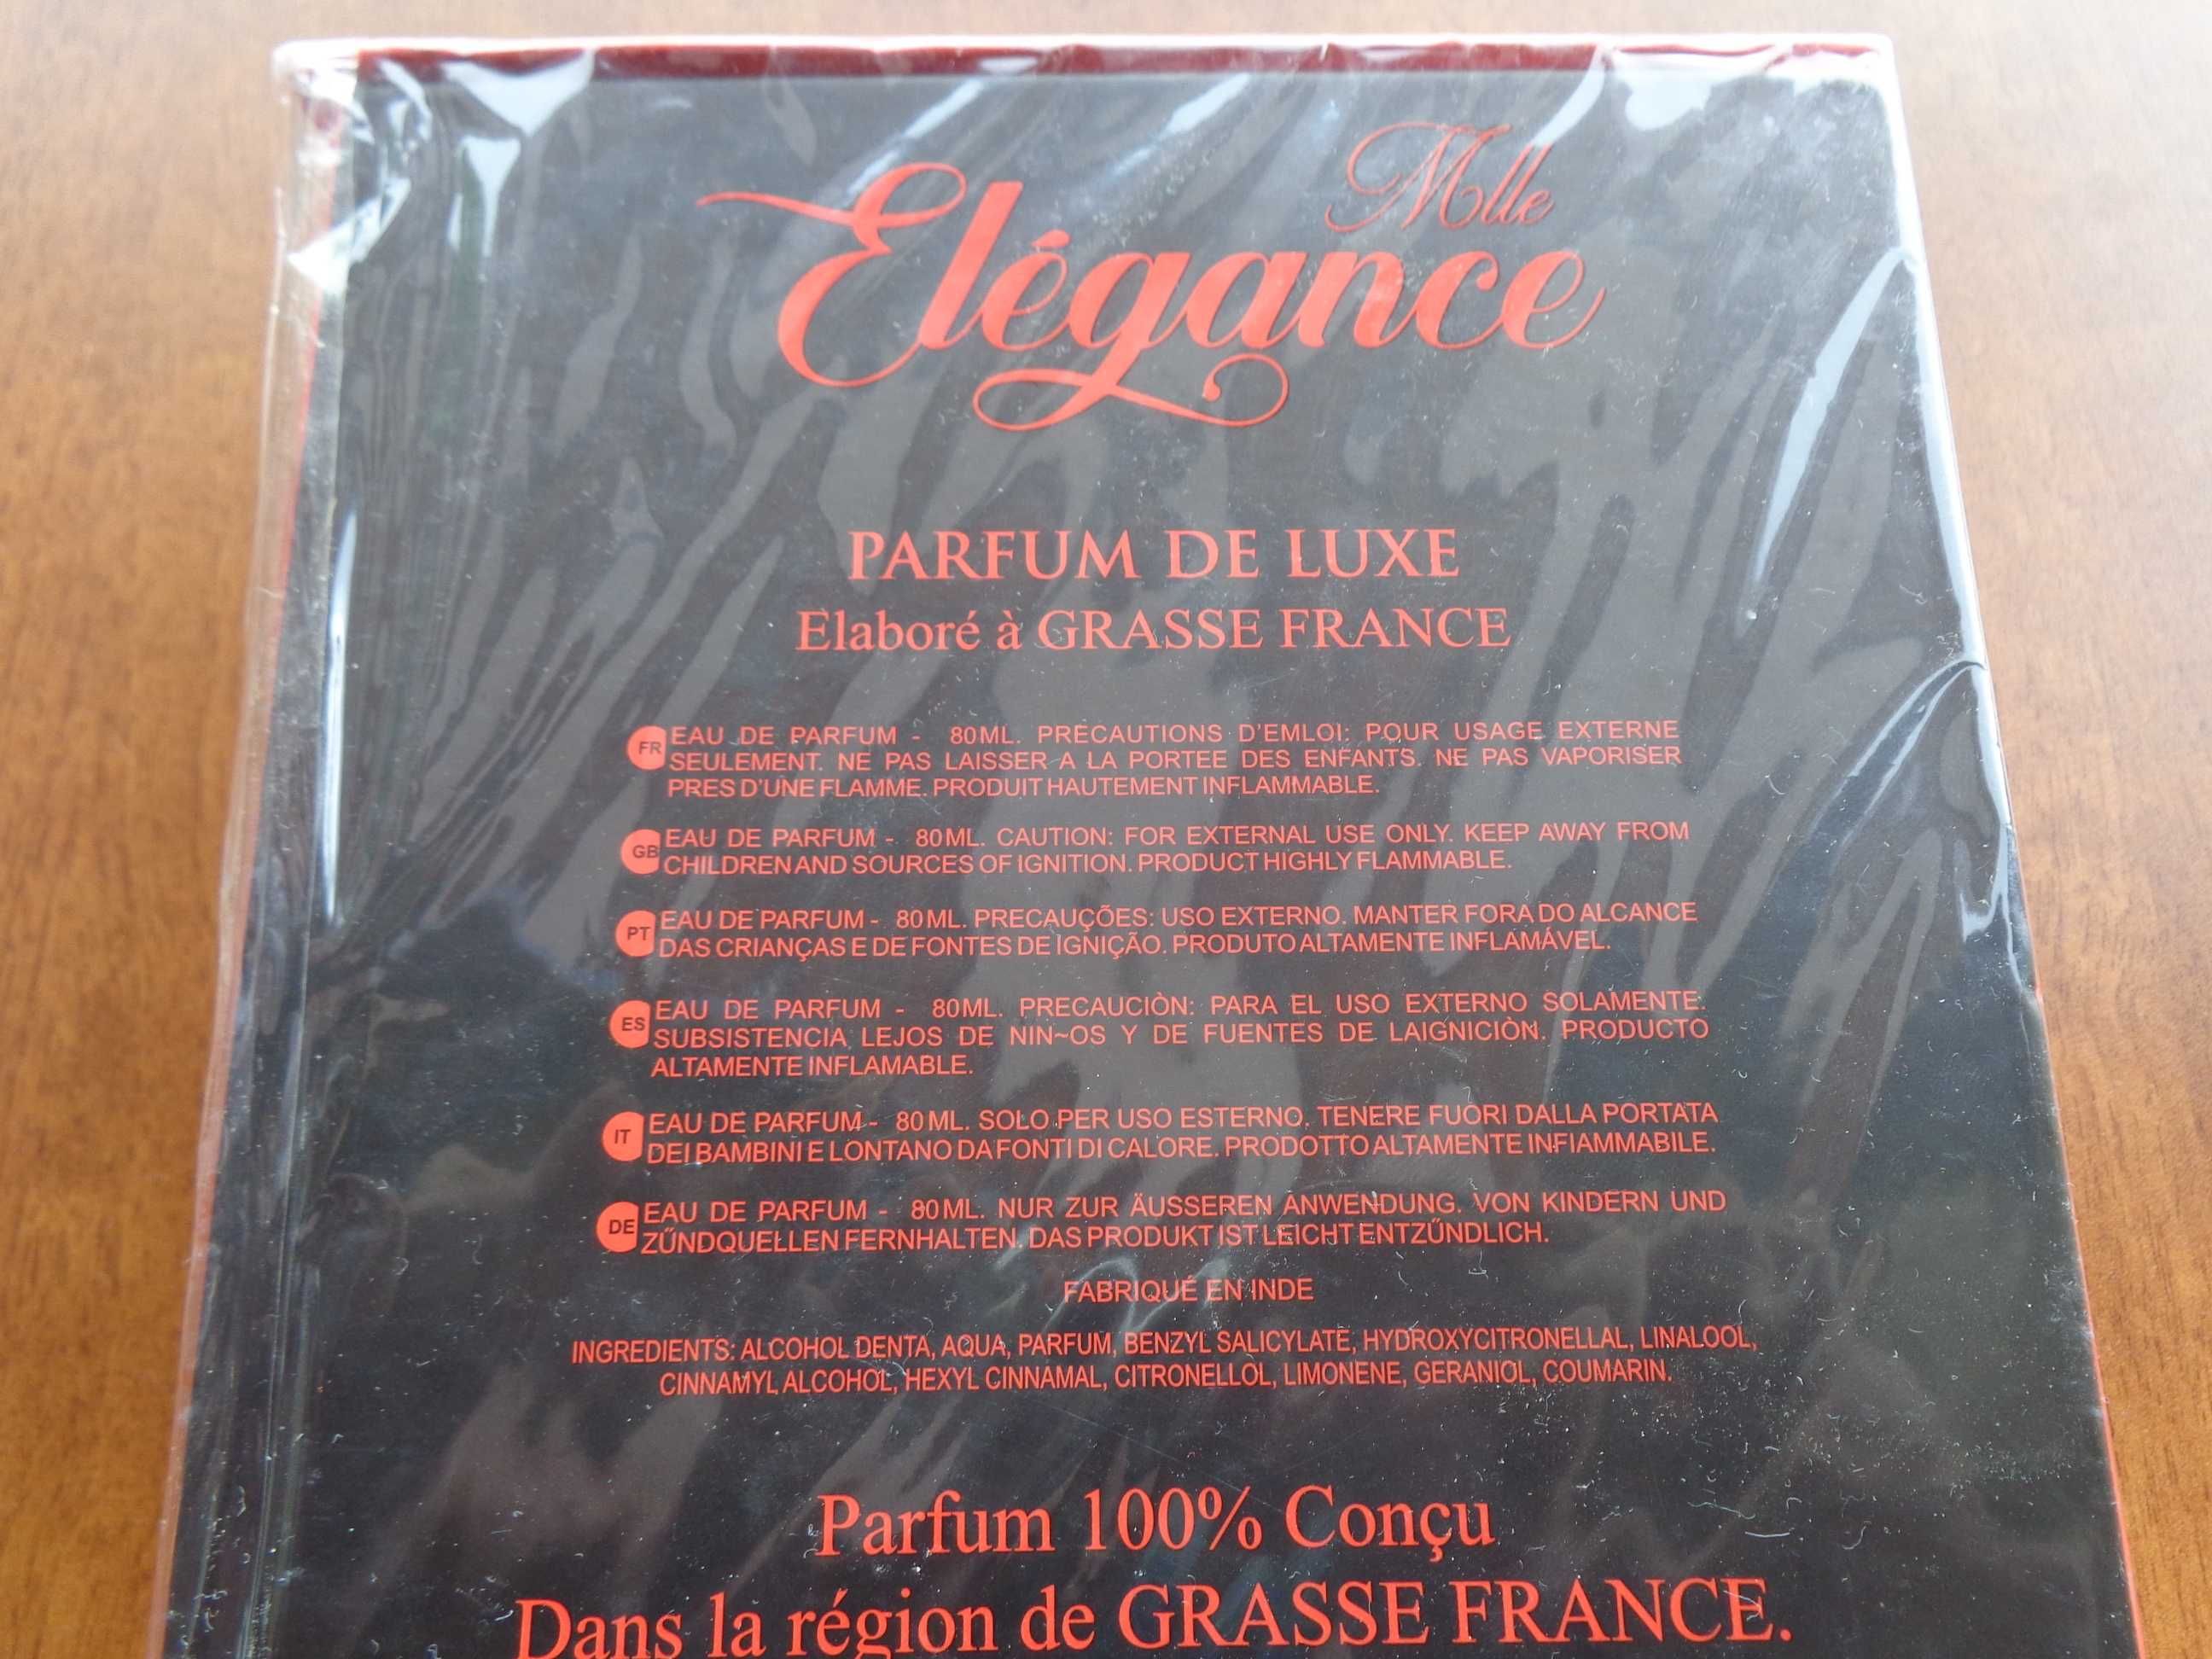 Mlle
Elégance
PARFUM DE LUXE
Elaboré à GRASSE FRANCE
FR EAU DE PARFUM - 80ML. PRECAUTIONS D'EMLOI: POUR USAGE EXTERNE
SEULEMENT. NE PAS LAISSER A LA PORTEE DES ENFANTS. NE PAS VAPORISER
PRES D'UNE FLAMME. PRODUIT HAUTEMENT INFLAMMABLE.
GB EAU DE PARFUM - 80ML. CAUTION: FOR EXTERNAL USE ONLY. KEEP AWAY FROM
CHILDREN AND SOURCES OF IGNITION. PRODUCT HIGHLY FLAMMABLE.
PT EAU DE PARFUM - 80ML. PRECAUÇÕES: USO EXTERNO. MANTER FORA DO ALCANCE
DAS CRIANÇAS E DE FONTES DE IGNIÇÃO. PRODUTO ALTAMENTE INFLAMÁVEL.
ES EAU DE PARFUM - 80ML. PRECAUCIÒN: PARA EL USO EXTERNO SOLAMENTE.
SUBSISTENCIA LEJOS DE NIN~OS Y DE FUENTES DE LAIGNICIÒN. PRODUCTO
ALTAMENTE INFLAMABLE.
IT EAU DE PARFUM - 80ML. SOLO PER USO ESTERNO. TENERE FUORI DALLA PORTATA
DEI BAMBINI E LONTANO DA FONTI DI CALORE. PRODOTTO ALTAMENTE INFIAMMABILE.
DE EAU DE PARFUM - 80ML. NUR ZUR ÄUSSEREN ANWENDUNG. VON KINDERN UND
ZŰNDQUELLEN FERNHALTEN. DAS PRODUKT IST LEICHT ENTZŰNDLICH.
FABRIQUÉ EN INDE
INGREDIENTS: ALCOHOL DENTA, AQUA, PARFUM, BENZYL SALICYLATE, HYDROXYCITRONELLAL, LINALOOL,
CINNAMYL ALCOHOL, HEXYL CINNAMAL, CITRONELLOL, LIMONENE, GERANIOL, COUMARIN.
Parfum 100% Conçu
Dans la région de GRASSE FRANCE.